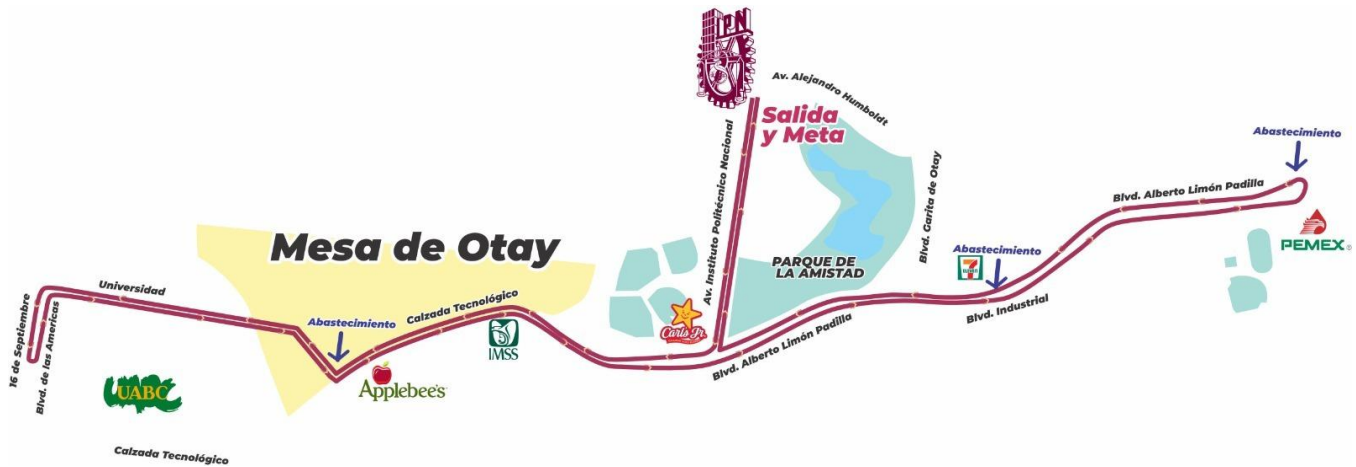 IPN
Av. Alejandro Humboldt
Salida
y Meta
Av. Instituto Politécnico Nacional
Blvd. Garita de Otay
Abastecimiento
Blvd. Alberto Limón Padilla
PEMEX®
Mesa de Otay
PARQUE DE
LA AMISTAD
Abastecimiento
7
ELEVEN
Blvd. Industrial
Universidad
16 de Septiembre
Blvd. de las Americas
Abastecimiento
Calzada Tecnológico
IMSS
Carl's Jr.
Blvd. Alberto Limón Padilla
Applebee's
UABC
Calzada Tecnológico